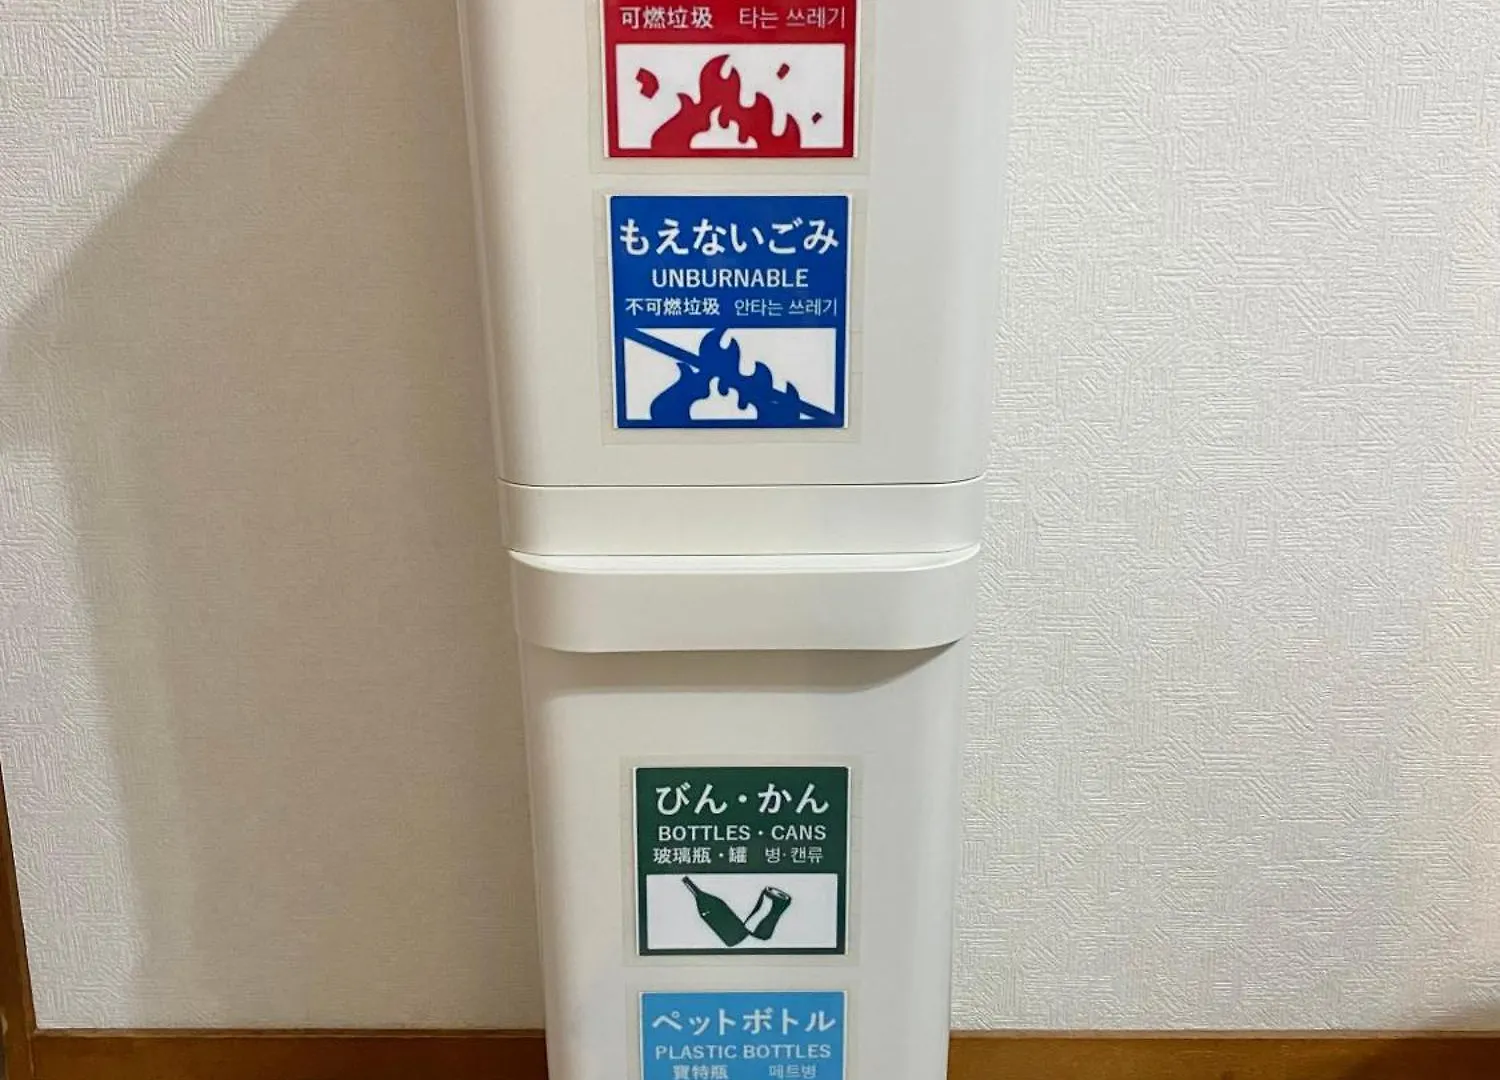 可燃垃圾 타는 쓰레기
もえないごみ
UNBURNABLE
不可燃垃圾 안타는 쓰레기
びん・かん
BOTTLES・CANS
玻璃瓶・罐 병·캔류
ペットボトル
PLASTIC BOTTLES
寶特瓶 페트병